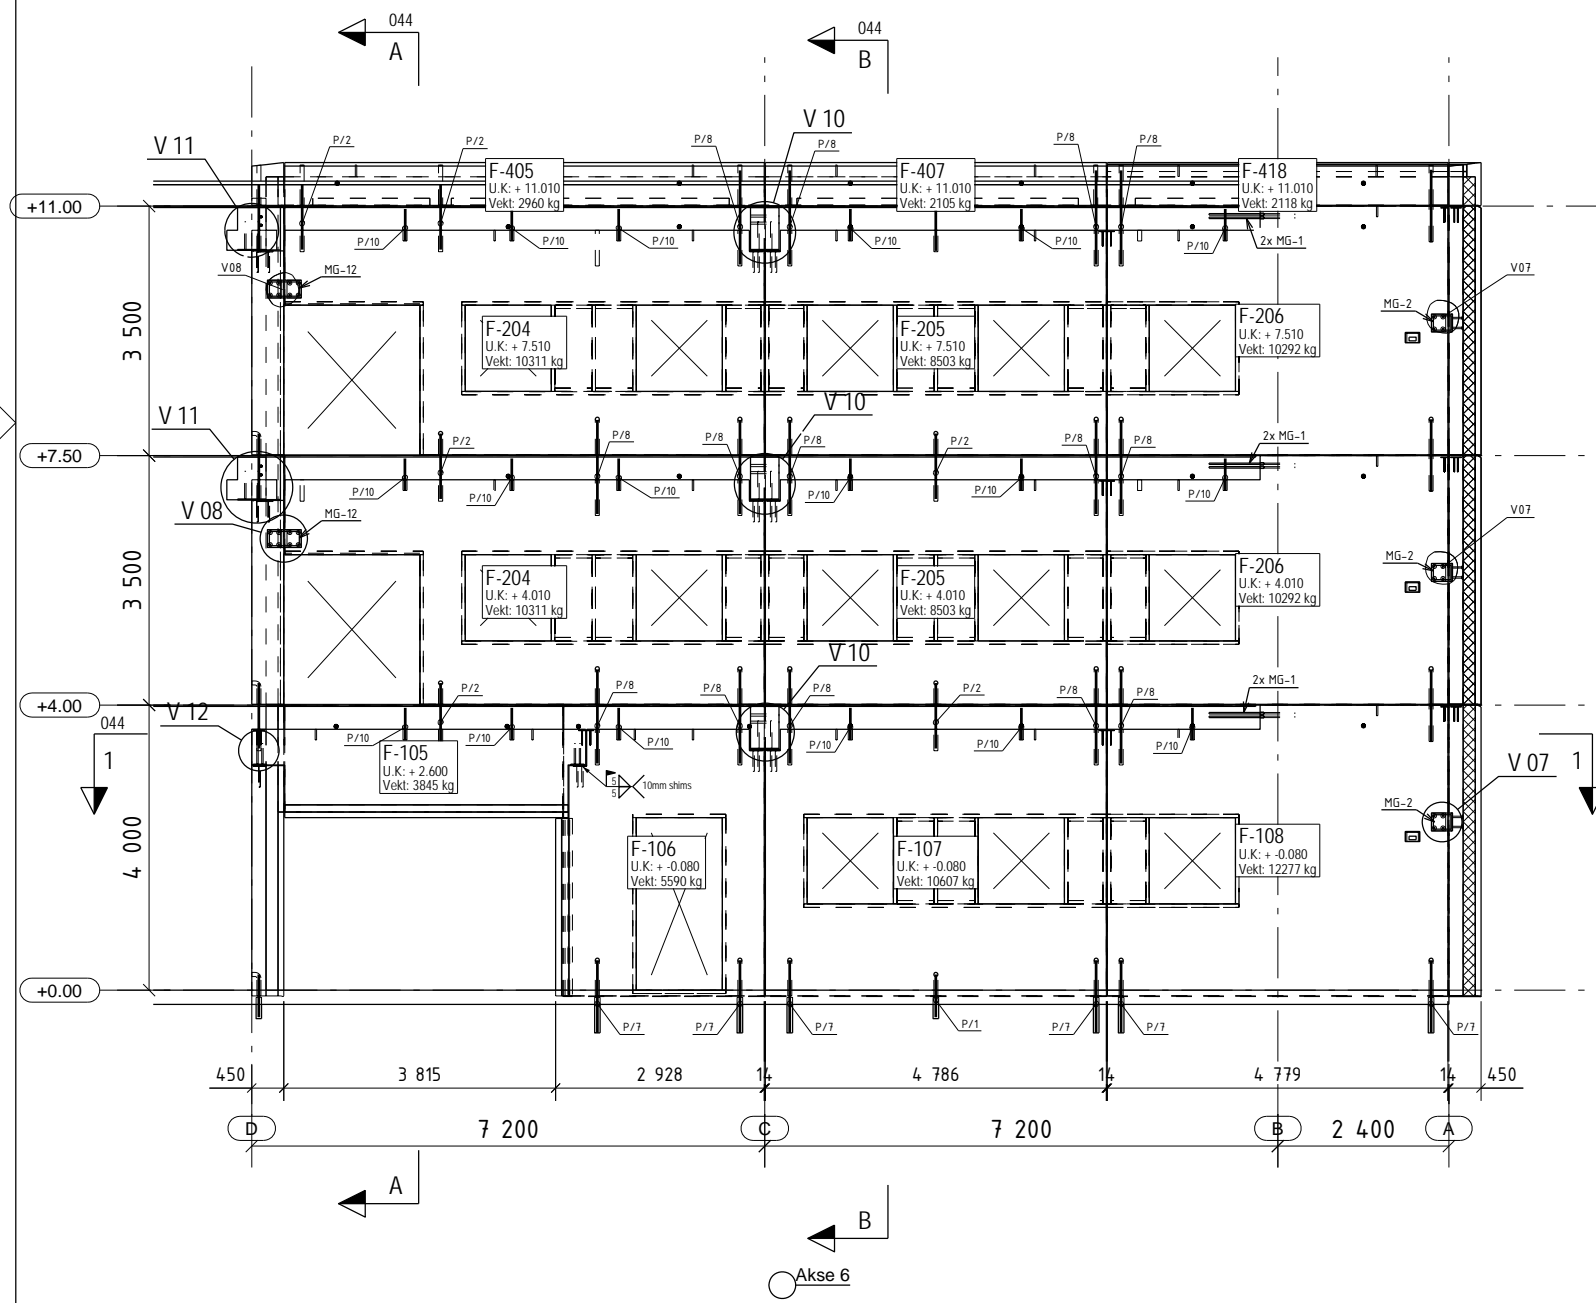 044
A
044
B
V 10
V 11
P/2
P/2
P/8
P/8
P/8
P/8
F-405
U.K: + 11.010
Vekt: 2960 kg
F-407
U.K: + 11.010
Vekt: 2105 kg
F-418
U.K: + 11.010
Vekt: 2118 kg
+11.00
P/10
P/10
P/10
P/10
P/10
P/10
2x MG-1
V08
MG-12
V07
MG-2
3 500
F-204
U.K: + 7.510
Vekt: 10311 kg
F-205
U.K: + 7.510
Vekt: 8503 kg
F-206
U.K: + 7.510
Vekt: 10292 kg
V 11
V 10
+7.50
P/2
P/8
P/8
P/8
P/2
P/8
P/8
2x MG-1
P/10
P/10
P/10
P/10
P/10
P/10
V 08
MG-12
V07
MG-2
3 500
F-204
U.K: + 4.010
Vekt: 10311 kg
F-205
U.K: + 4.010
Vekt: 8503 kg
F-206
U.K: + 4.010
Vekt: 10292 kg
V 10
+4.00
V 12
P/2
P/8
P/8
P/8
P/2
P/8
P/8
2x MG-1
044
1
P/10
P/10
P/10
P/10
P/10
P/10
1
F-105
U.K: + 2.600
Vekt: 3845 kg
5
5
10mm shims
V 07
MG-2
4 000
F-106
U.K: + -0.080
Vekt: 5590 kg
F-107
U.K: + -0.080
Vekt: 10607 kg
F-108
U.K: + -0.080
Vekt: 12277 kg
+0.00
P/7
P/7
P/7
P/1
P/7
P/7
P/7
450
3 815
2 928
14
4 786
14
4 779
14
450
D
7 200
C
7 200
B
2 400
A
A
B
Akse 6